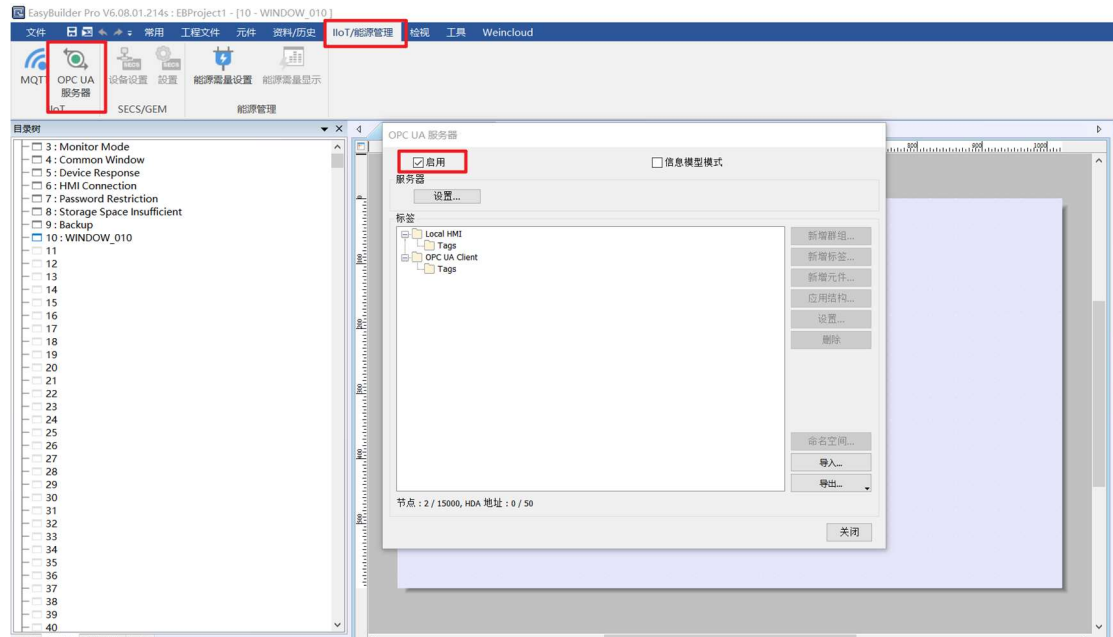 EasyBuilder Pro V6.08.01.214s : EBProject1 - [10 - WINDOW_010 ]
文件 常用 工程文件 元件 资料/历史 IIoT/能源管理 检视 工具 Weincloud
MQTT OPC UA 服务器 设备设置 設置 能源需量设置 能源需量显示
IIoT SECS/GEM 能源管理
目录树
3 : Monitor Mode
4 : Common Window
5 : Device Response
6 : HMI Connection
7 : Password Restriction
8 : Storage Space Insufficient
9 : Backup
10 : WINDOW_010
11
12
13
14
15
16
17
18
19
20
21
22
23
24
25
26
27
28
29
30
31
32
33
34
35
36
37
38
39
40
OPC UA 服务器
启用 信息模型模式
服务器
设置...
标签
Local HMI
Tags
OPC UA Client
Tags
新增群组...
新增标签...
新增元件...
应用结构...
设置...
删除
命名空间...
导入...
导出...
节点 : 2 / 15000, HDA 地址 : 0 / 50
关闭